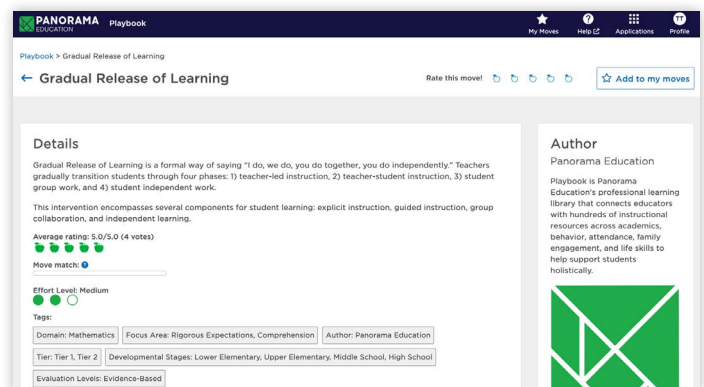 PANORAMA
EDUCATION
Playbook
My Moves
Help
Applications
TT
Profile
Playbook > Gradual Release of Learning
← Gradual Release of Learning
Rate this move!
Add to my moves
Details
Gradual Release of Learning is a formal way of saying "I do, we do, you do together, you do independently." Teachers
gradually transition students through four phases: 1) teacher-led instruction, 2) teacher-student instruction, 3) student
group work, and 4) student independent work.
This intervention encompasses several components for student learning: explicit instruction, guided instruction, group
collaboration, and independent learning.
Average rating: 5.0/5.0 (4 votes)
Move match: ?
Effort Level: Medium
Tags:
Domain: Mathematics
Focus Area: Rigorous Expectations, Comprehension
Author: Panorama Education
Tier: Tier 1, Tier 2
Developmental Stages: Lower Elementary, Upper Elementary, Middle School, High School
Evaluation Levels: Evidence-Based
Author
Panorama Education
Playbook is Panorama
Education's professional learning
library that connects educators
with hundreds of instructional
resources across academics,
behavior, attendance, family
engagement, and life skills to
help support students
holistically.